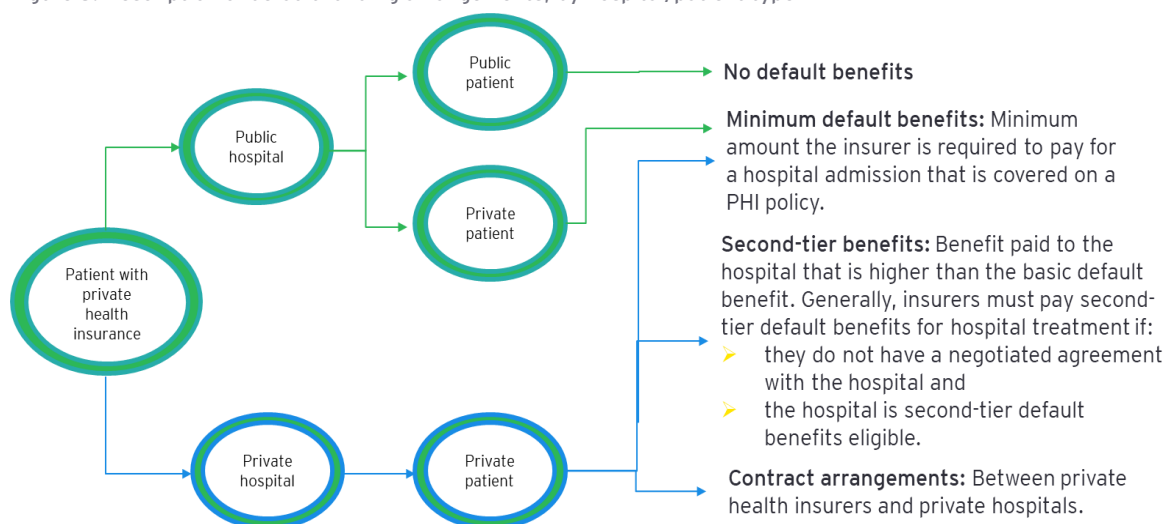 Public
patient
No default benefits
Public
hospital
Minimum default benefits: Minimum
amount the insurer is required to pay for
a hospital admission that is covered on a
PHI policy.
Private
patient
Patient with
private
health
insurance
Second-tier benefits: Benefit paid to the
hospital that is higher than the basic default
benefit. Generally, insurers must pay second-
tier default benefits for hospital treatment if:
they do not have a negotiated agreement
with the hospital and
the hospital is second-tier default
benefits eligible.
Private
hospital
Private
patient
Contract arrangements: Between private
health insurers and private hospitals.